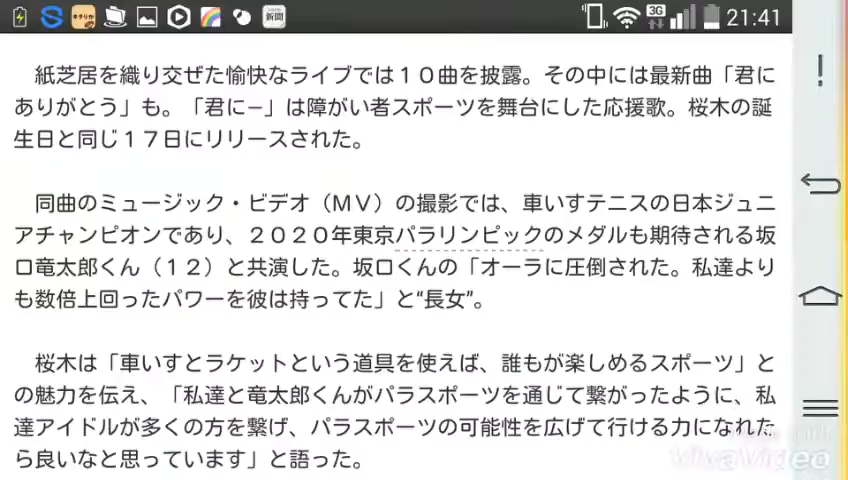 新聞
3G
21:41
紙芝居を織り交ぜた愉快なライブでは１０曲を披露。その中には最新曲「君に
ありがとう」も。「君に−」は障がい者スポーツを舞台にした応援歌。桜木の誕
生日と同じ１７日にリリースされた。
同曲のミュージック・ビデオ（ＭＶ）の撮影では、車いすテニスの日本ジュニ
アチャンピオンであり、２０２０年東京パラリンピックのメダルも期待される坂
口竜太郎くん（１２）と共演した。坂口くんの「オーラに圧倒された。私達より
も数倍上回ったパワーを彼は持ってた」と“長女”。
桜木は「車いすとラケットという道具を使えば、誰もが楽しめるスポーツ」と
の魅力を伝え、「私達と竜太郎くんがパラスポーツを通じて繋がったように、私
達アイドルが多くの方を繋げ、パラスポーツの可能性を広げて行ける力になれた
ら良いなと思っています」と語った。
VivaVideo